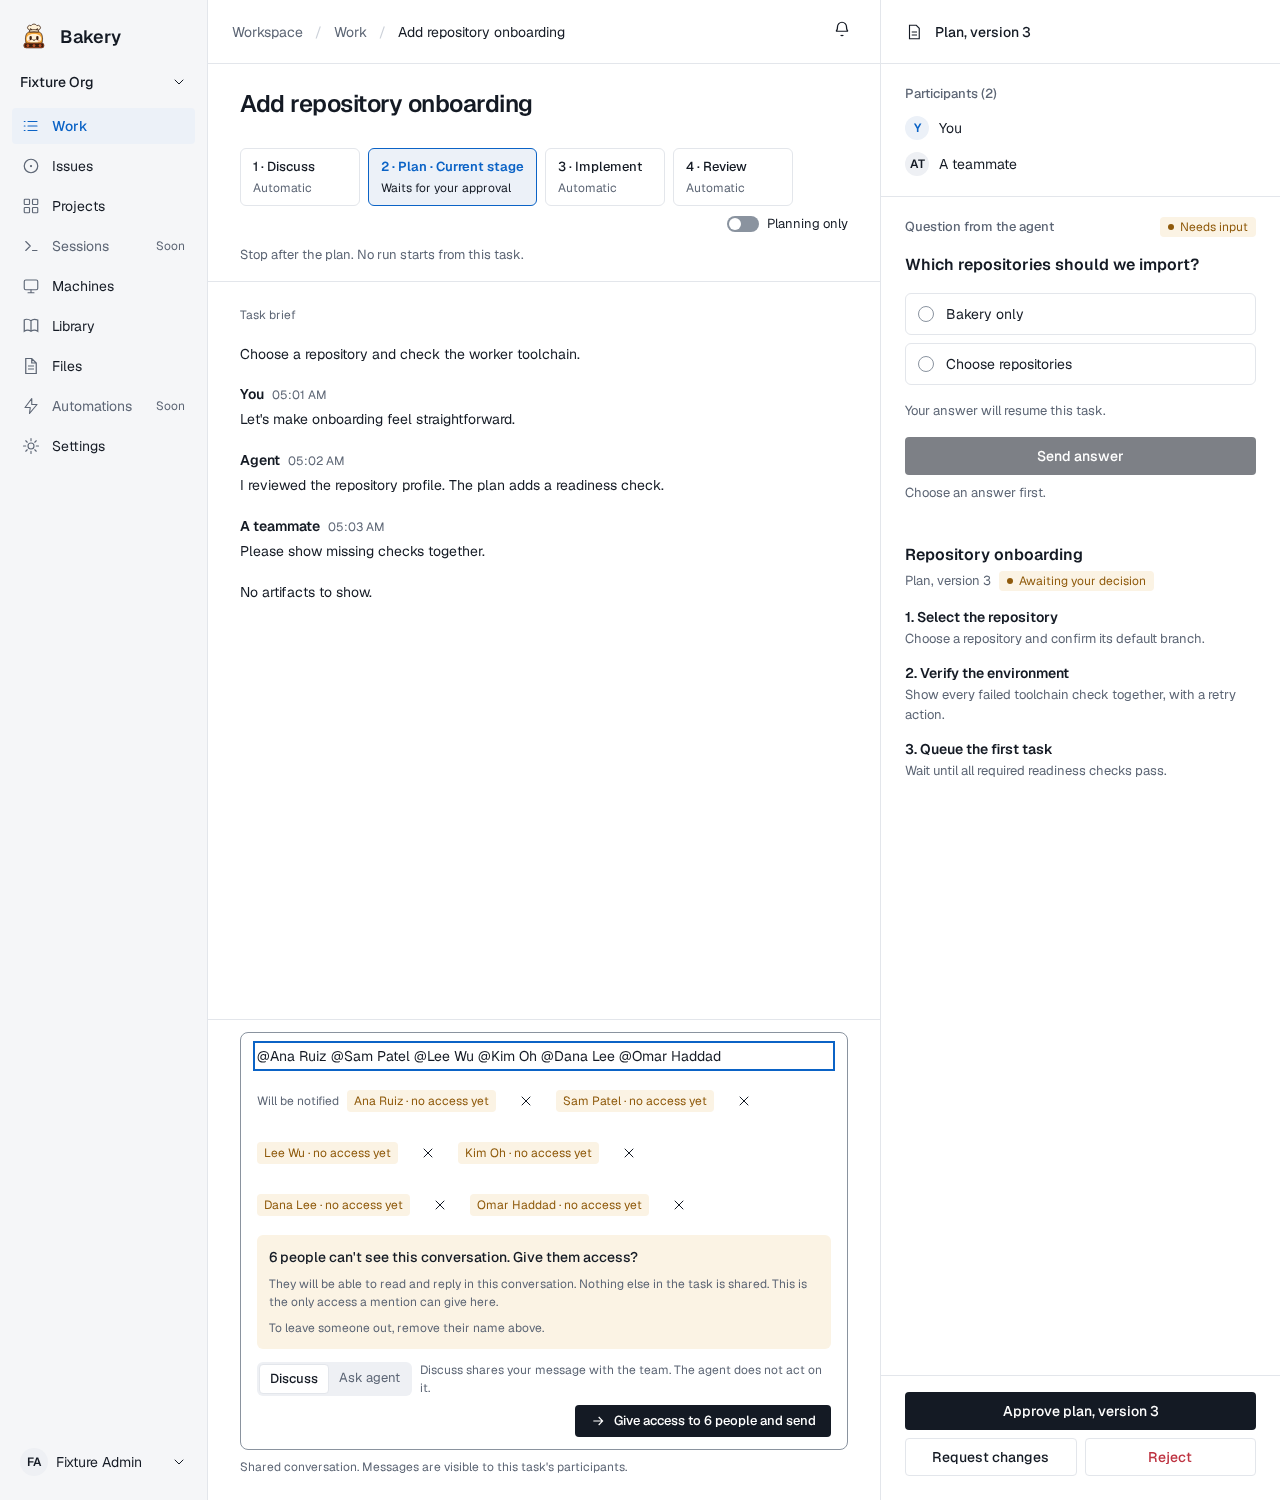 Bakery
Fixture Org
Work
Issues
Projects
Sessions Soon
Machines
Library
Files
Automations Soon
Settings
FA Fixture Admin
Workspace / Work / Add repository onboarding
Add repository onboarding
1 · Discuss
Automatic
2 · Plan · Current stage
Waits for your approval
3 · Implement
Automatic
4 · Review
Automatic
Planning only
Stop after the plan. No run starts from this task.
Task brief
Choose a repository and check the worker toolchain.
You 05:01 AM
Let's make onboarding feel straightforward.
Agent 05:02 AM
I reviewed the repository profile. The plan adds a readiness check.
A teammate 05:03 AM
Please show missing checks together.
No artifacts to show.
@Ana Ruiz @Sam Patel @Lee Wu @Kim Oh @Dana Lee @Omar Haddad
Will be notified Ana Ruiz · no access yet Sam Patel · no access yet
Lee Wu · no access yet Kim Oh · no access yet
Dana Lee · no access yet Omar Haddad · no access yet
6 people can't see this conversation. Give them access?
They will be able to read and reply in this conversation. Nothing else in the task is shared. This is
the only access a mention can give here.
To leave someone out, remove their name above.
Discuss Ask agent
Discuss shares your message with the team. The agent does not act on
it.
Give access to 6 people and send
Shared conversation. Messages are visible to this task's participants.
Plan, version 3
Participants (2)
Y You
AT A teammate
Question from the agent Needs input
Which repositories should we import?
Bakery only
Choose repositories
Your answer will resume this task.
Send answer
Choose an answer first.
Repository onboarding
Plan, version 3 Awaiting your decision
1. Select the repository
Choose a repository and confirm its default branch.
2. Verify the environment
Show every failed toolchain check together, with a retry
action.
3. Queue the first task
Wait until all required readiness checks pass.
Approve plan, version 3
Request changes Reject